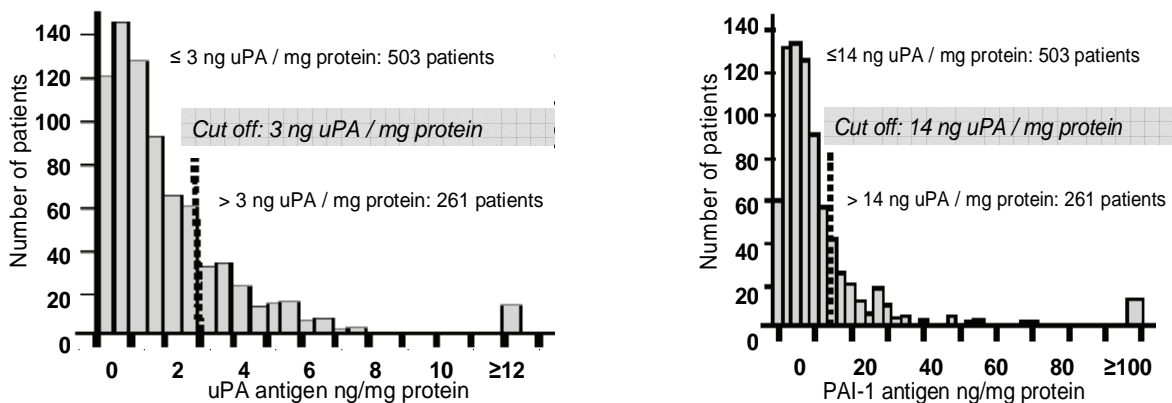 Number of patients
140
120
100
80
60
40
20
0
≤ 3 ng uPA / mg protein: 503 patients
Cut off: 3 ng uPA / mg protein
> 3 ng uPA / mg protein: 261 patients
0 2 4 6 8 10 ≥12
uPA antigen ng/mg protein
Number of patients
140
120
100
80
60
40
20
0
≤14 ng uPA / mg protein: 503 patients
Cut off: 14 ng uPA / mg protein
> 14 ng uPA / mg protein: 261 patients
0 20 40 60 80 ≥100
PAI-1 antigen ng/mg protein